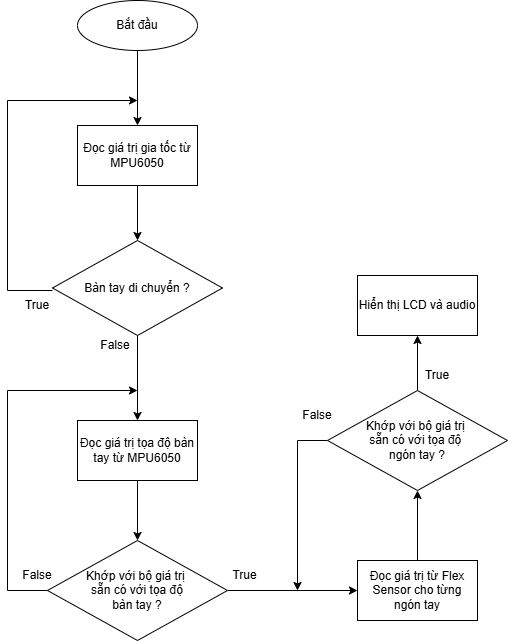 Bắt đầu
Đọc giá trị gia tốc từ
MPU6050
Bàn tay di chuyển ?
True
False
Đọc giá trị tọa độ bàn
tay từ MPU6050
Khớp với bộ giá trị
sẵn có với tọa độ
bàn tay ?
False
True
Đọc giá trị từ Flex
Sensor cho từng
ngón tay
Khớp với bộ giá trị
sẵn có với tọa độ
ngón tay ?
False
True
Hiển thị LCD và audio